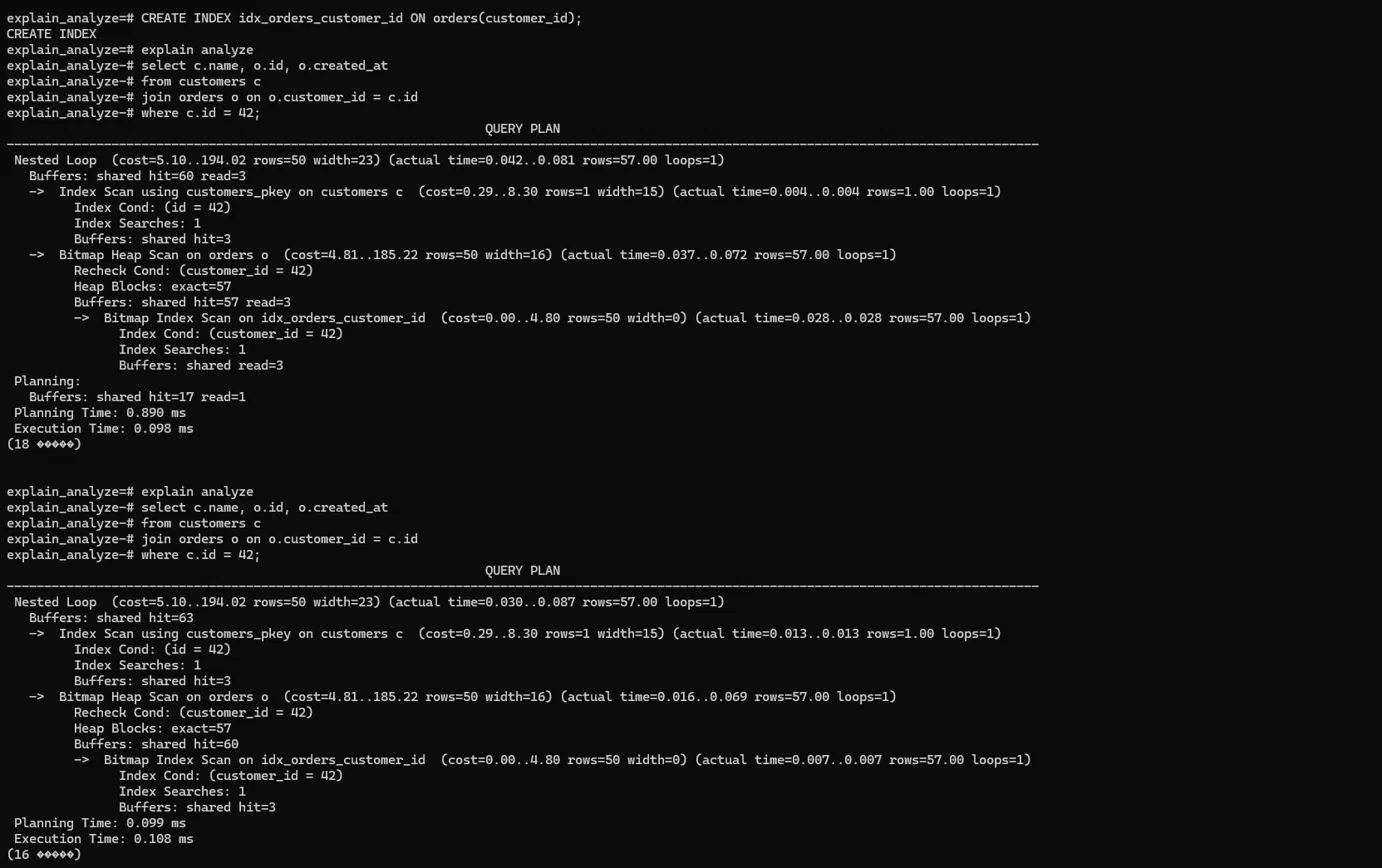 explain_analyze=# CREATE INDEX idx_orders_customer_id ON orders(customer_id);
CREATE INDEX
explain_analyze=# explain analyze
explain_analyze-# select c.name, o.id, o.created_at
explain_analyze-# from customers c
explain_analyze-# join orders o on o.customer_id = c.id
explain_analyze-# where c.id = 42;
QUERY PLAN
Nested Loop  (cost=5.10..194.02 rows=50 width=23) (actual time=0.042..0.081 rows=57.00 loops=1)
Buffers: shared hit=60 read=3
->  Index Scan using customers_pkey on customers c  (cost=0.29..8.30 rows=1 width=15) (actual time=0.004..0.004 rows=1.00 loops=1)
Index Cond: (id = 42)
Index Searches: 1
Buffers: shared hit=3
->  Bitmap Heap Scan on orders o  (cost=4.81..185.22 rows=50 width=16) (actual time=0.037..0.072 rows=57.00 loops=1)
Recheck Cond: (customer_id = 42)
Heap Blocks: exact=57
Buffers: shared hit=57 read=3
->  Bitmap Index Scan on idx_orders_customer_id  (cost=0.00..4.80 rows=50 width=0) (actual time=0.028..0.028 rows=57.00 loops=1)
Index Cond: (customer_id = 42)
Index Searches: 1
Buffers: shared read=3
Planning:
Buffers: shared hit=17 read=1
Planning Time: 0.890 ms
Execution Time: 0.098 ms
(18 �����)
explain_analyze=# explain analyze
explain_analyze-# select c.name, o.id, o.created_at
explain_analyze-# from customers c
explain_analyze-# join orders o on o.customer_id = c.id
explain_analyze-# where c.id = 42;
QUERY PLAN
Nested Loop  (cost=5.10..194.02 rows=50 width=23) (actual time=0.030..0.087 rows=57.00 loops=1)
Buffers: shared hit=63
->  Index Scan using customers_pkey on customers c  (cost=0.29..8.30 rows=1 width=15) (actual time=0.013..0.013 rows=1.00 loops=1)
Index Cond: (id = 42)
Index Searches: 1
Buffers: shared hit=3
->  Bitmap Heap Scan on orders o  (cost=4.81..185.22 rows=50 width=16) (actual time=0.016..0.069 rows=57.00 loops=1)
Recheck Cond: (customer_id = 42)
Heap Blocks: exact=57
Buffers: shared hit=60
->  Bitmap Index Scan on idx_orders_customer_id  (cost=0.00..4.80 rows=50 width=0) (actual time=0.007..0.007 rows=57.00 loops=1)
Index Cond: (customer_id = 42)
Index Searches: 1
Buffers: shared hit=3
Planning Time: 0.099 ms
Execution Time: 0.108 ms
(16 �����)